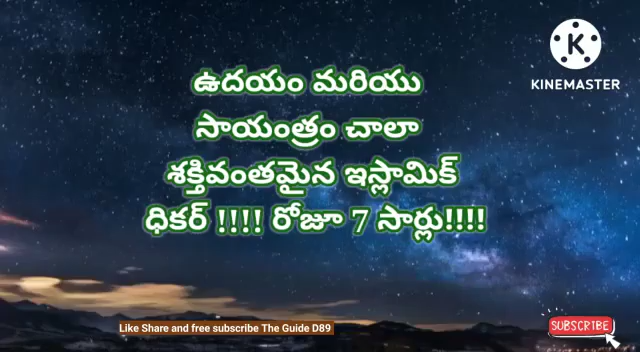 KINEMASTER
ఉదయం మరియు
సాయంత్రం చాలా
శక్తివంతమైన ఇస్లామిక్
ధికర్ !!!! రోజూ 7 సార్లు!!!!
Like Share and free subscribe The Guide D89
SUBSCRIBE